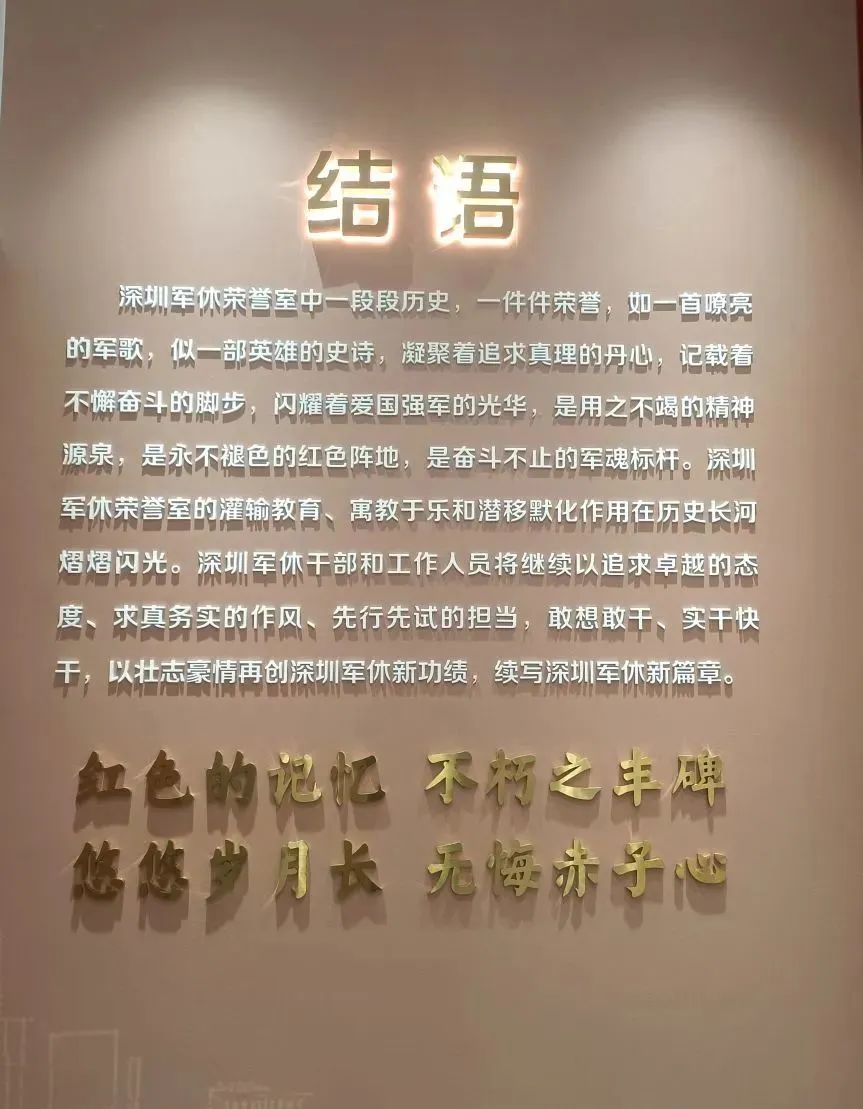 结语
深圳军休荣誉室中一段段历史，一件件荣誉，如一首嘹亮
的军歌，似一部英雄的史诗，凝聚着追求真理的丹心，记载着
不懈奋斗的脚步，闪耀着爱国强军的光华，是用之不竭的精神
源泉，是永不褪色的红色阵地，是奋斗不止的军魂标杆。深圳
军休荣誉室的灌输教育、寓教于乐和潜移默化作用在历史长河
熠熠闪光。深圳军休干部和工作人员将继续以追求卓越的态
度、求真务实的作风、先行先试的担当，敢想敢干、实干快
干，以壮志豪情再创深圳军休新功绩，续写深圳军休新篇章。
红色的记忆 不朽之丰碑
悠悠岁月长 无悔赤子心